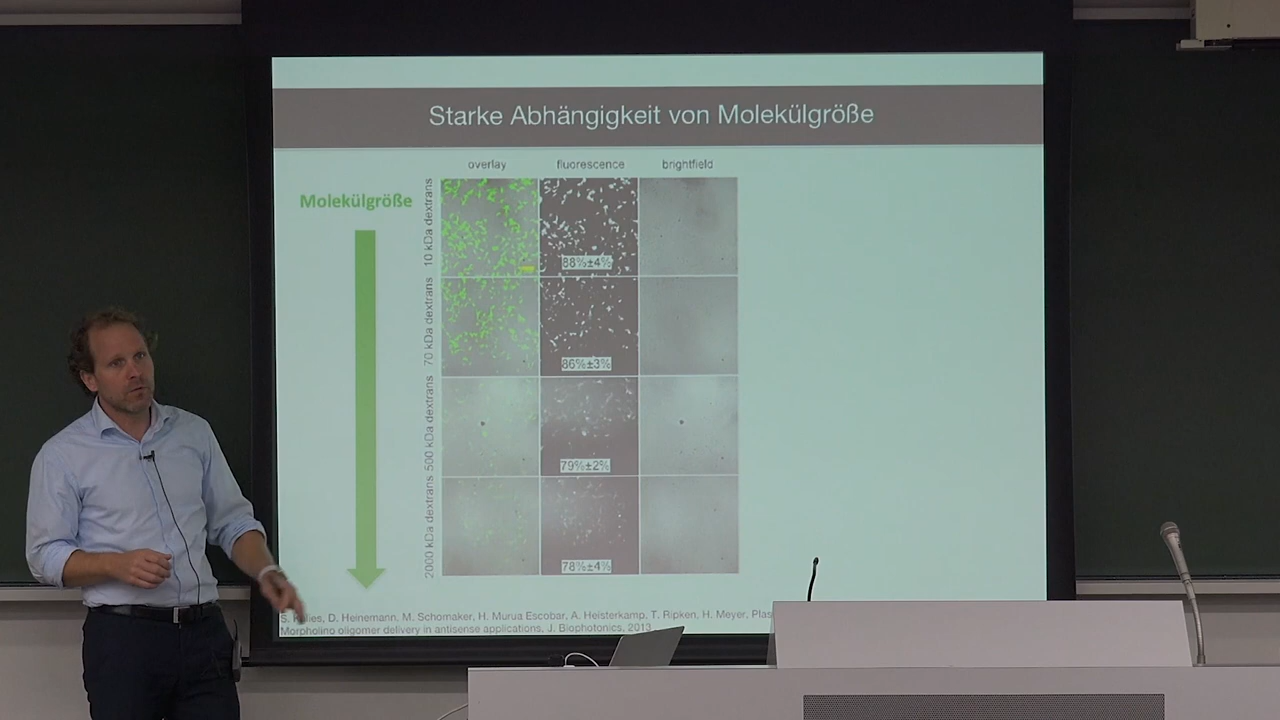 Starke Abhängigkeit von Molekülgröße
overlay fluorescence brightfield
Molekülgröße
10 kDa dextrans
88%±4%
70 kDa dextrans
86%±3%
500 kDa dextrans
79%±2%
2000 kDa dextrans
78%±4%
S. Kalies, D. Heinemann, M. Schomaker, H. Murua Escobar, A. Heisterkamp, T. Ripken, H. Meyer, Plas
Morpholino oligomer delivery in antisense applications, J. Biophotonics, 2013